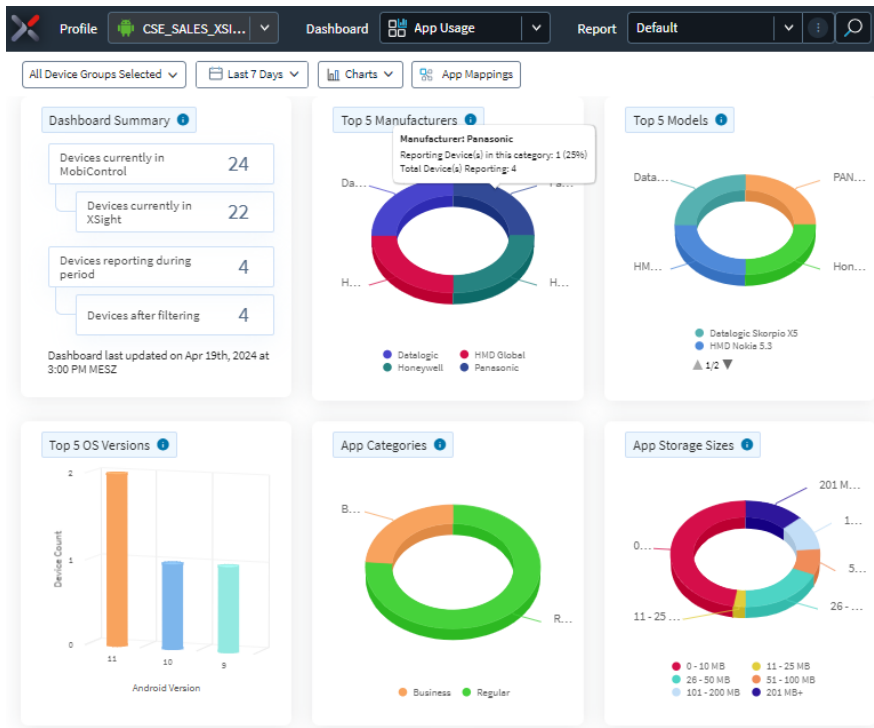 Profile
CSE_SALES_XSI...
Dashboard
App Usage
Report
Default
All Device Groups Selected
Last 7 Days
Charts
App Mappings
Dashboard Summary
Devices currently in
MobiControl
24
Devices currently in
XSight
22
Devices reporting during
period
4
Devices after filtering
4
Dashboard last updated on Apr 19th, 2024 at
3:00 PM MESZ
Top 5 Manufacturers
Manufacturer: Panasonic
Reporting Device(s) in this category: 1 (25%)
Total Device(s) Reporting: 4
Da...
H...
H...
Datalogic
HMD Global
Honeywell
Panasonic
Top 5 Models
Data...
PAN...
HM...
Hon...
Datalogic Skorpio X5
HMD Nokia 5.3
1/2
Top 5 OS Versions
2
Device Count
1
0
11
10
9
Android Version
App Categories
B...
R...
Business
Regular
App Storage Sizes
201 M...
1...
0...
5...
26 - ...
11 - 25 ...
0 - 10 MB
11 - 25 MB
26 - 50 MB
51 - 100 MB
101 - 200 MB
201 MB+